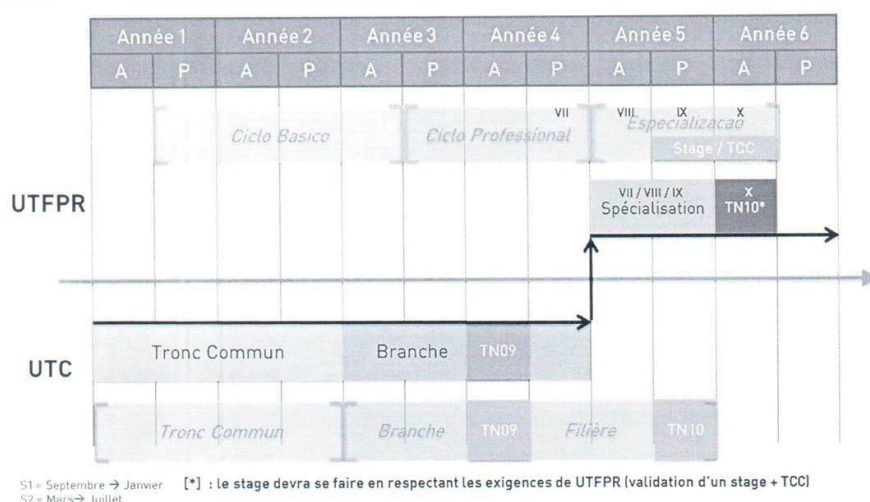 Année 1 Année 2 Année 3 Année 4 Année 5 Année 6
A P A P A P A P A P A P
VII VIII IX X
Ciclo Basico Ciclo Professional Especializacao
Stage / TCC
UTFPR
VII / VIII / IX X
Spécialisation TN10*
Tronc Commun Branche TN09
UTC
Tronc Commun Branche TN09 Filière TN10
S1 = Septembre → Janvier [*] : le stage devra se faire en respectant les exigences de UTFPR (validation d'un stage + TCC)
S2 = Mars → Juillet